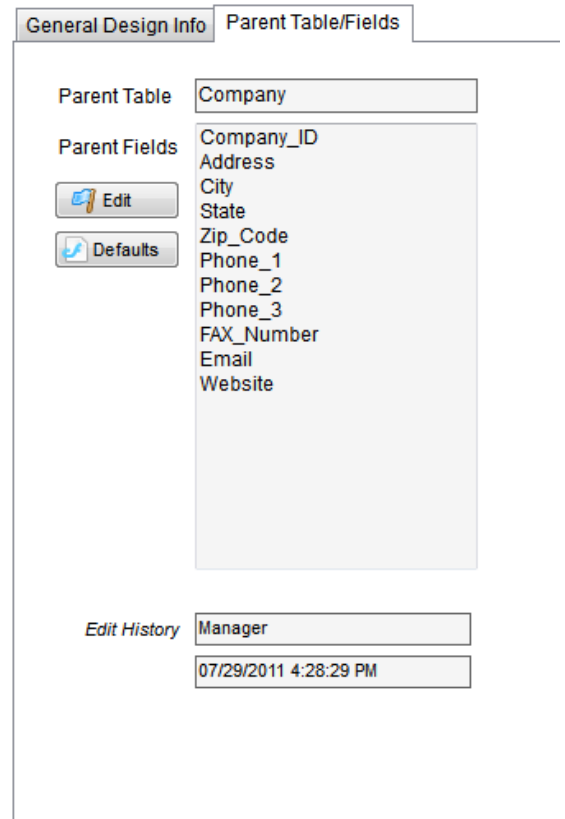 General Design Info
Parent Table/Fields
Parent Table
Company
Parent Fields
Company_ID
Address
City
Edit
State
Zip_Code
Defaults
Phone_1
Phone_2
Phone_3
FAX_Number
Email
Website
Edit History
Manager
07/29/2011 4:28:29 PM